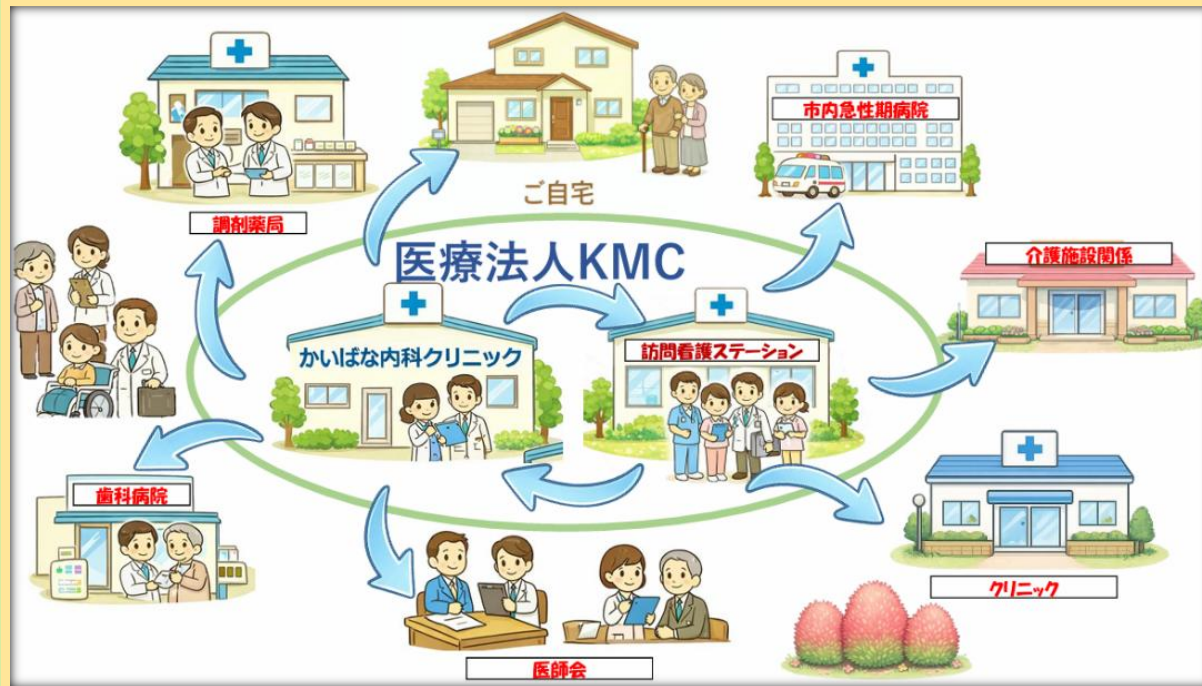 市内急性期病院
ご自宅
調剤薬局
医療法人KMC
介護施設関係
かいばな内科クリニック
訪問看護ステーション
歯科病院
クリニック
医師会